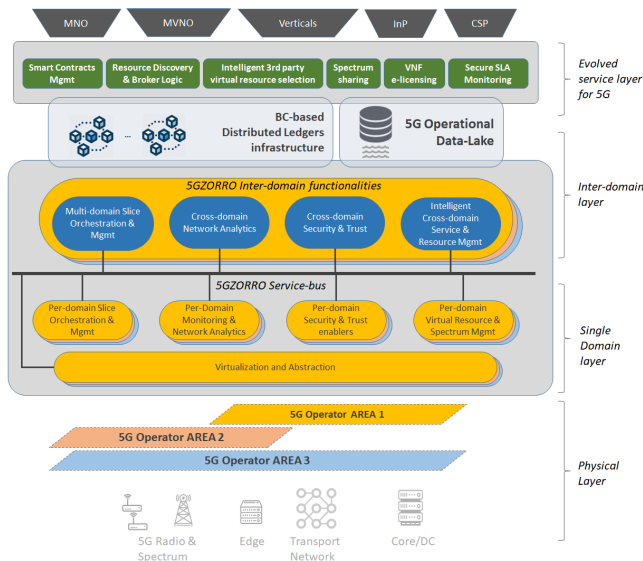 MNO
MVNO
Verticals
InP
CSP
Smart Contracts
Mgmt
Resource Discovery
& Broker Logic
Intelligent 3rd party
virtual resource selection
Spectrum
sharing
VNF
e-licensing
Secure SLA
Monitoring
Evolved
service layer
for 5G
BC-based
Distributed Ledgers
infrastructure
...
5G Operational
Data-Lake
Inter-domain
layer
5GZORRO Inter-domain functionalities
Multi-domain Slice
Orchestration &
Mgmt
Cross-domain
Network Analytics
Cross-domain
Security & Trust
Intelligent
Cross-domain
Service &
Resource Mgmt
5GZORRO Service-bus
Per-domain Slice
Orchestration &
Mgmt
Per-Domain
Monitoring &
Network Analytics
Per-domain
Security & Trust
enablers
Per-domain
Virtual Resource &
Spectrum Mgmt
Single
Domain
layer
Virtualization and Abstraction
5G Operator AREA 1
5G Operator AREA 2
5G Operator AREA 3
Physical
Layer
5G Radio &
Spectrum
Edge
Transport
Network
Core/DC